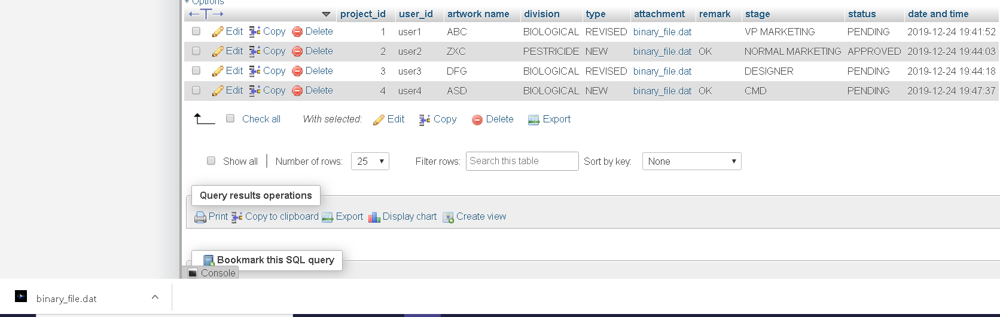 + Options
←T→ project_id user_id artwork name division type attachment remark stage status date and time
Edit Copy Delete 1 user1 ABC BIOLOGICAL REVISED binary_file.dat VP MARKETING PENDING 2019-12-24 19:41:52
Edit Copy Delete 2 user2 ZXC PESTRICIDE NEW binary_file.dat OK NORMAL MARKETING APPROVED 2019-12-24 19:44:03
Edit Copy Delete 3 user3 DFG BIOLOGICAL REVISED binary_file.dat DESIGNER PENDING 2019-12-24 19:44:18
Edit Copy Delete 4 user4 ASD BIOLOGICAL NEW binary_file.dat OK CMD PENDING 2019-12-24 19:47:37
Check all With selected: Edit Copy Delete Export
Show all Number of rows: 25 Filter rows: Search this table Sort by key: None
Query results operations
Print Copy to clipboard Export Display chart Create view
Bookmark this SQL query
Console
binary_file.dat